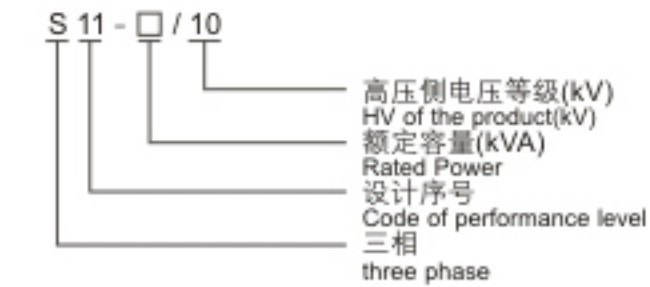 S 11 - □ / 10
高压侧电压等级(kV)
HV of the product(kV)
额定容量(kVA)
Rated Power
设计序号
Code of performance level
三相
three phase